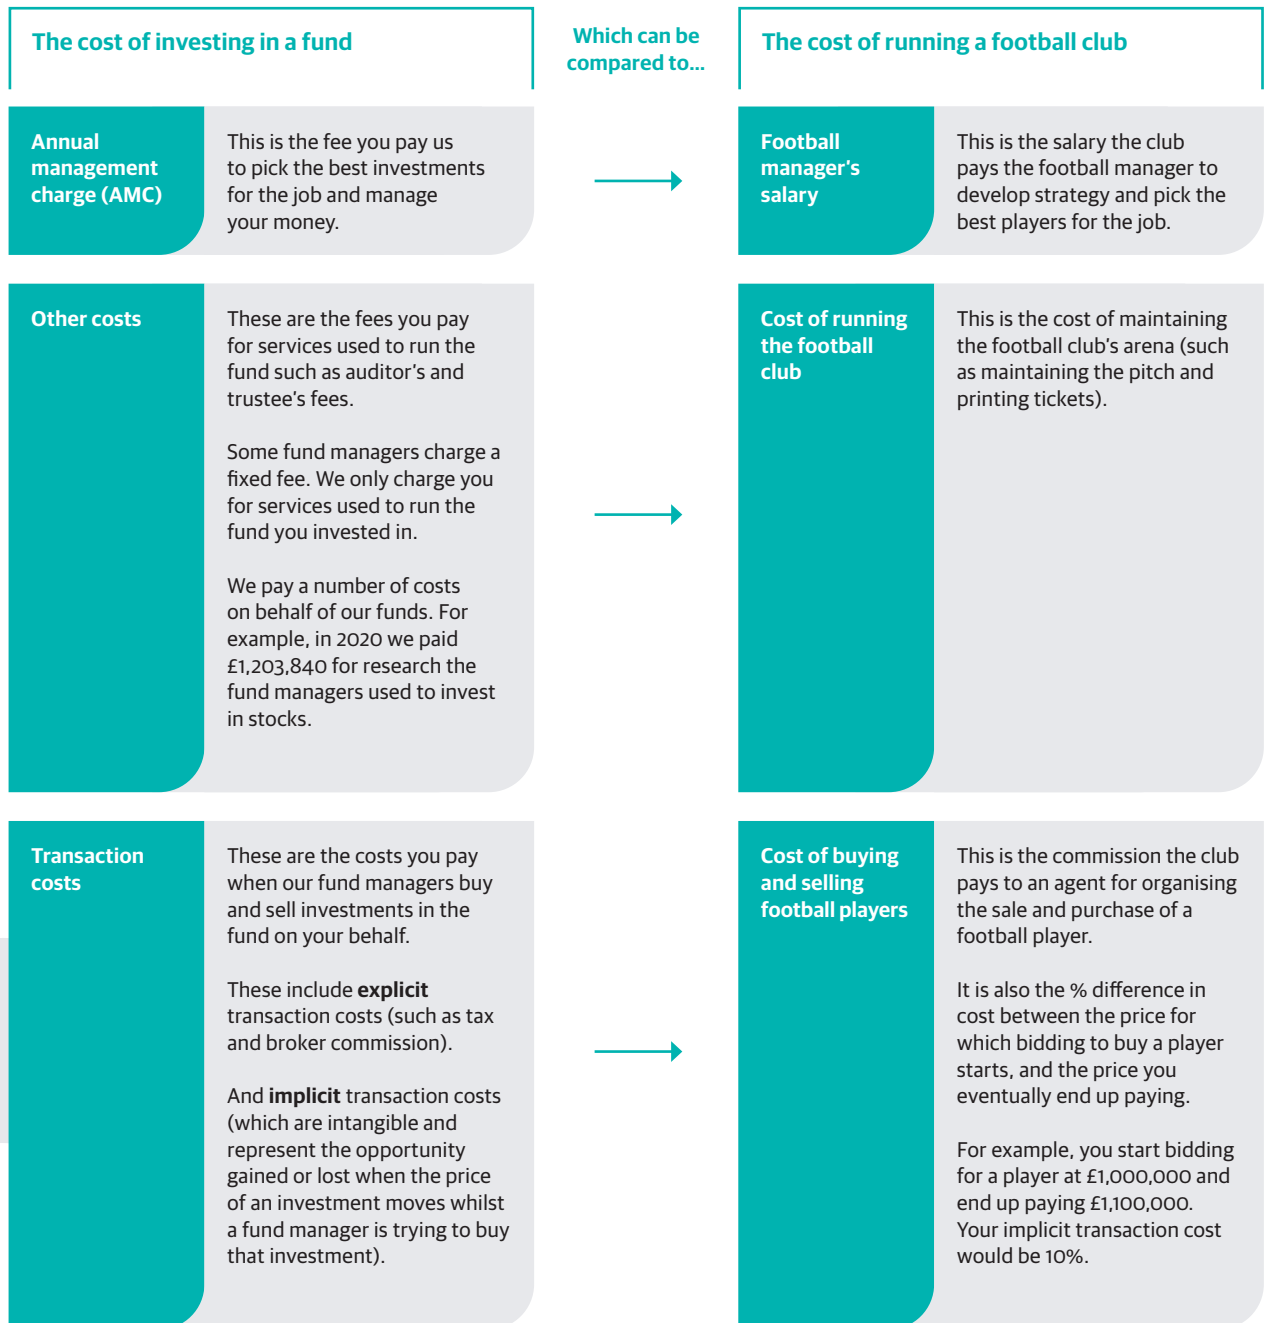 The cost of investing in a fund
Which can be
compared to...
The cost of running a football club
Annual
management
charge (AMC)
This is the fee you pay us
to pick the best investments
for the job and manage
your money.
Football
manager's
salary
This is the salary the club
pays the football manager to
develop strategy and pick the
best players for the job.
Other costs
These are the fees you pay
for services used to run the
fund such as auditor's and
trustee's fees.
Some fund managers charge a
fixed fee. We only charge you
for services used to run the
fund you invested in.
We pay a number of costs
on behalf of our funds. For
example, in 2020 we paid
£1,203,840 for research the
fund managers used to invest
in stocks.
Cost of running
the football
club
This is the cost of maintaining
the football club's arena (such
as maintaining the pitch and
printing tickets).
Transaction
costs
These are the costs you pay
when our fund managers buy
and sell investments in the
fund on your behalf.
These include explicit
transaction costs (such as tax
and broker commission).
And implicit transaction costs
(which are intangible and
represent the opportunity
gained or lost when the price
of an investment moves whilst
a fund manager is trying to buy
that investment).
Cost of buying
and selling
football players
This is the commission the club
pays to an agent for organising
the sale and purchase of a
football player.
It is also the % difference in
cost between the price for
which bidding to buy a player
starts, and the price you
eventually end up paying.
For example, you start bidding
for a player at £1,000,000 and
end up paying £1,100,000.
Your implicit transaction cost
would be 10%.